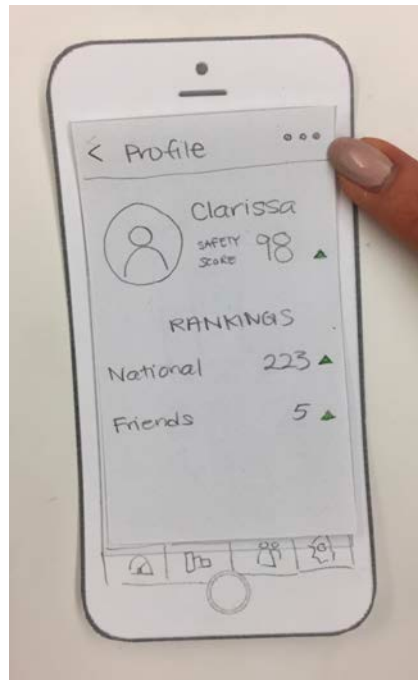 < Profile ...
Clarissa
SAFETY SCORE 98
RANKINGS
National 223
Friends 5